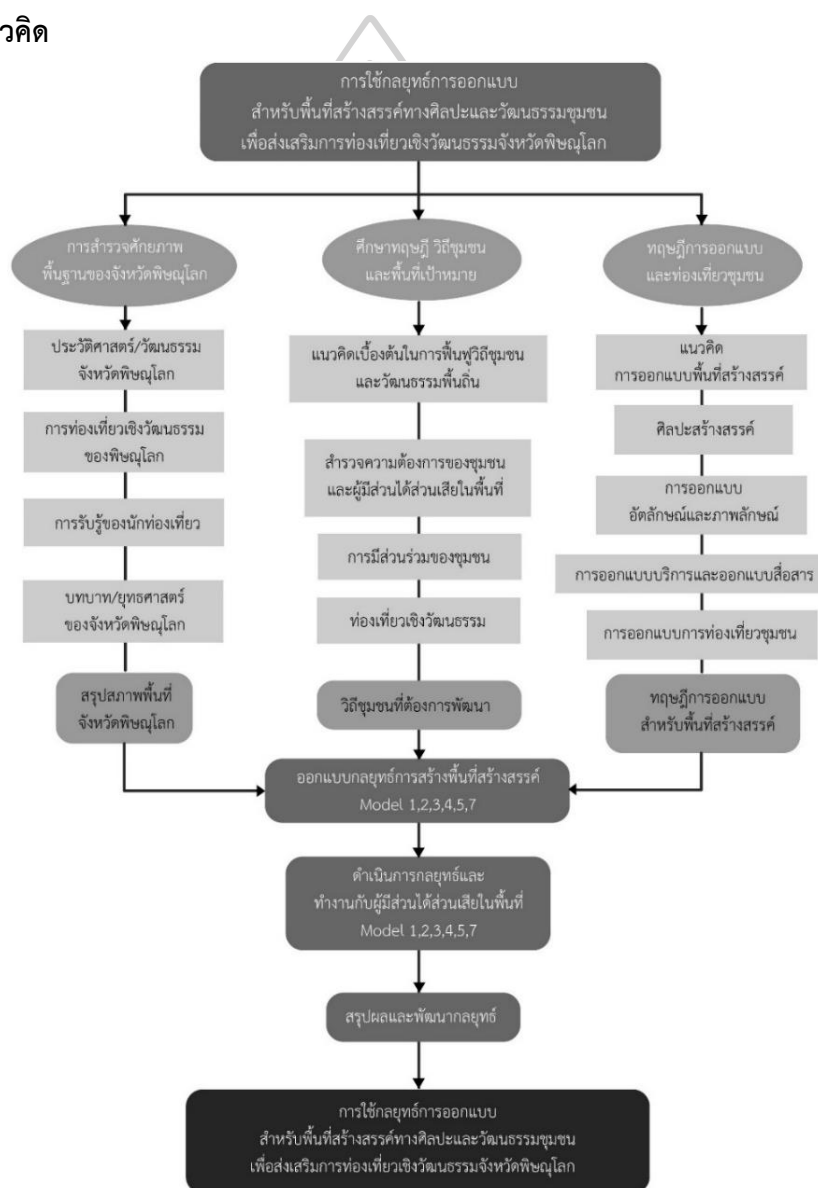 วคิด
การใช้กลยุทธ์การออกแบบ
สำหรับพื้นที่สร้างสรรค์ทางศิลปะและวัฒนธรรมชุมชน
เพื่อส่งเสริมการท่องเที่ยวเชิงวัฒนธรรมจังหวัดพิษณุโลก
การสำรวจศักยภาพ
พื้นฐานของจังหวัดพิษณุโลก
ประวัติศาสตร์/วัฒนธรรม
จังหวัดพิษณุโลก
การท่องเที่ยวเชิงวัฒนธรรม
ของพิษณุโลก
การรับรู้ของนักท่องเที่ยว
บทบาท/ยุทธศาสตร์
ของจังหวัดพิษณุโลก
สรุปสภาพพื้นที่
จังหวัดพิษณุโลก
ศึกษาทฤษฎี วิถีชุมชน
และพื้นที่เป้าหมาย
แนวคิดเบื้องต้นในการฟื้นฟูวิถีชุมชน
และวัฒนธรรมพื้นถิ่น
สำรวจความต้องการของชุมชน
และผู้มีส่วนได้ส่วนเสียในพื้นที่
การมีส่วนร่วมของชุมชน
ท่องเที่ยวเชิงวัฒนธรรม
วิถีชุมชนที่ต้องการพัฒนา
ทฤษฎีการออกแบบ
และท่องเที่ยวชุมชน
แนวคิด
การออกแบบพื้นที่สร้างสรรค์
ศิลปะสร้างสรรค์
การออกแบบ
อัตลักษณ์และภาพลักษณ์
การออกแบบบริการและออกแบบสื่อสาร
การออกแบบการท่องเที่ยวชุมชน
ทฤษฎีการออกแบบ
สำหรับพื้นที่สร้างสรรค์
ออกแบบกลยุทธ์การสร้างพื้นที่สร้างสรรค์
Model 1,2,3,4,5,7
ดำเนินการกลยุทธ์และ
ทำงานกับผู้มีส่วนได้ส่วนเสียในพื้นที่
Model 1,2,3,4,5,7
สรุปผลและพัฒนากลยุทธ์
การใช้กลยุทธ์การออกแบบ
สำหรับพื้นที่สร้างสรรค์ทางศิลปะและวัฒนธรรมชุมชน
เพื่อส่งเสริมการท่องเที่ยวเชิงวัฒนธรรมจังหวัดพิษณุโลก